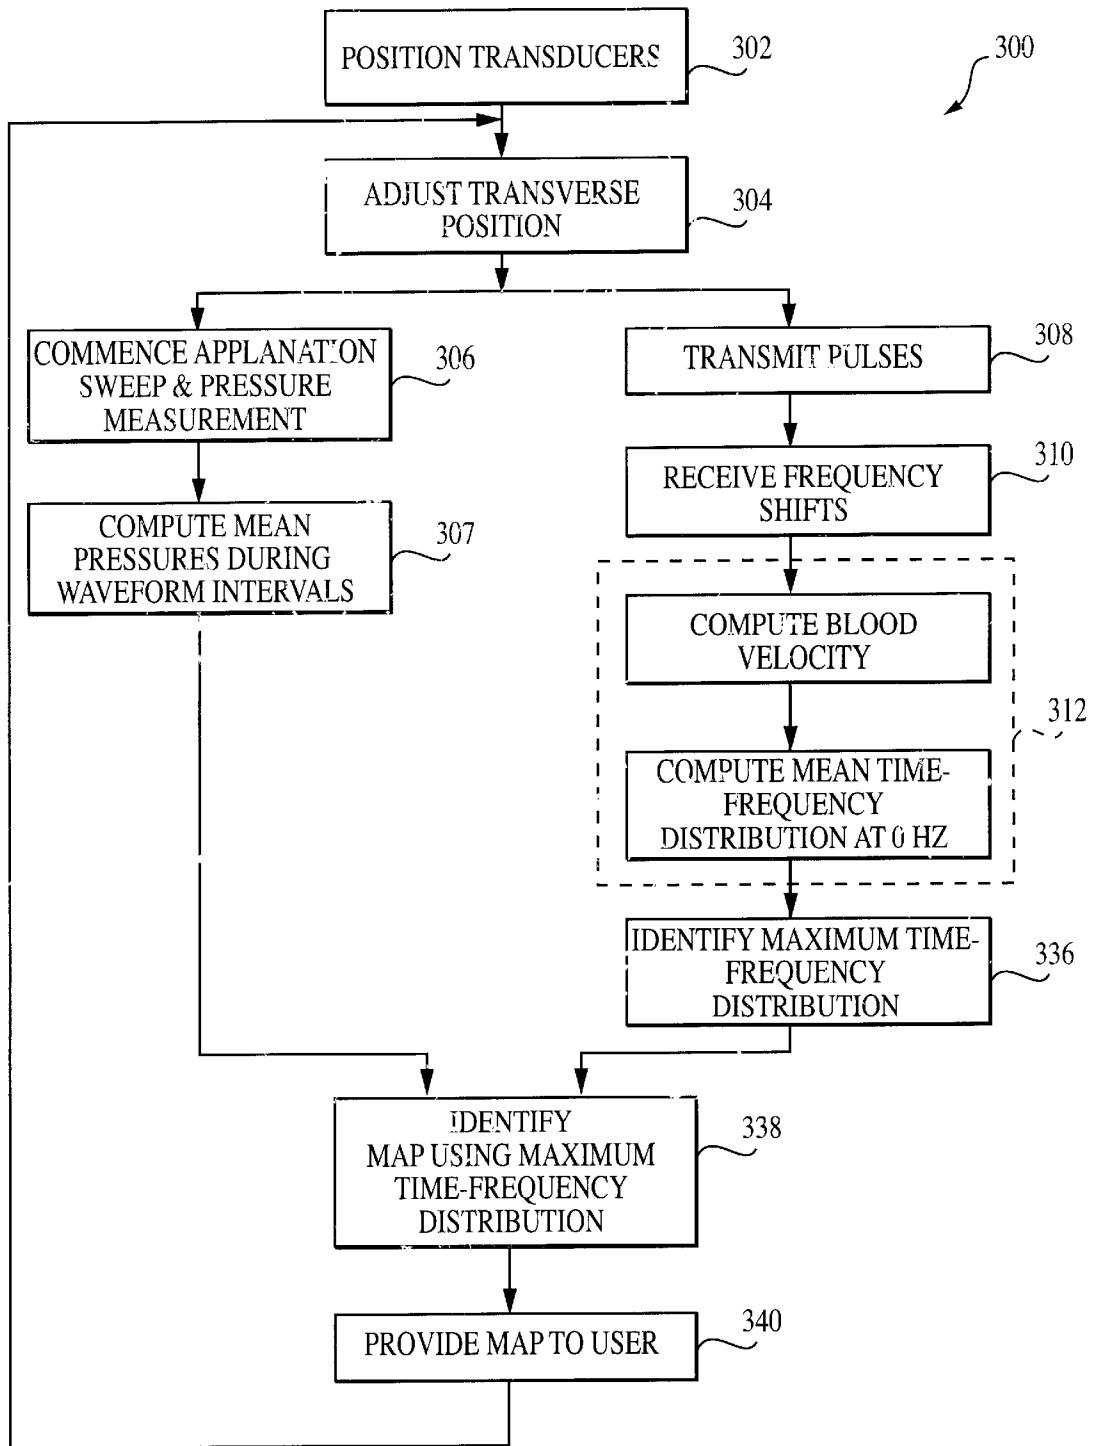 POSITION TRANSDUCERS
302
300
ADJUST TRANSVERSE
POSITION
304
COMMENCE APPLANATION
SWEEP & PRESSURE
MEASUREMENT
306
TRANSMIT PULSES
308
RECEIVE FREQUENCY
SHIFTS
310
COMPUTE MEAN
PRESSURES DURING
WAVEFORM INTERVALS
307
COMPUTE BLOOD
VELOCITY
312
COMPUTE MEAN TIME-
FREQUENCY
DISTRIBUTION AT 0 HZ
IDENTIFY MAXIMUM TIME-
FREQUENCY
DISTRIBUTION
336
IDENTIFY
MAP USING MAXIMUM
TIME-FREQUENCY
DISTRIBUTION
338
PROVIDE MAP TO USER
340